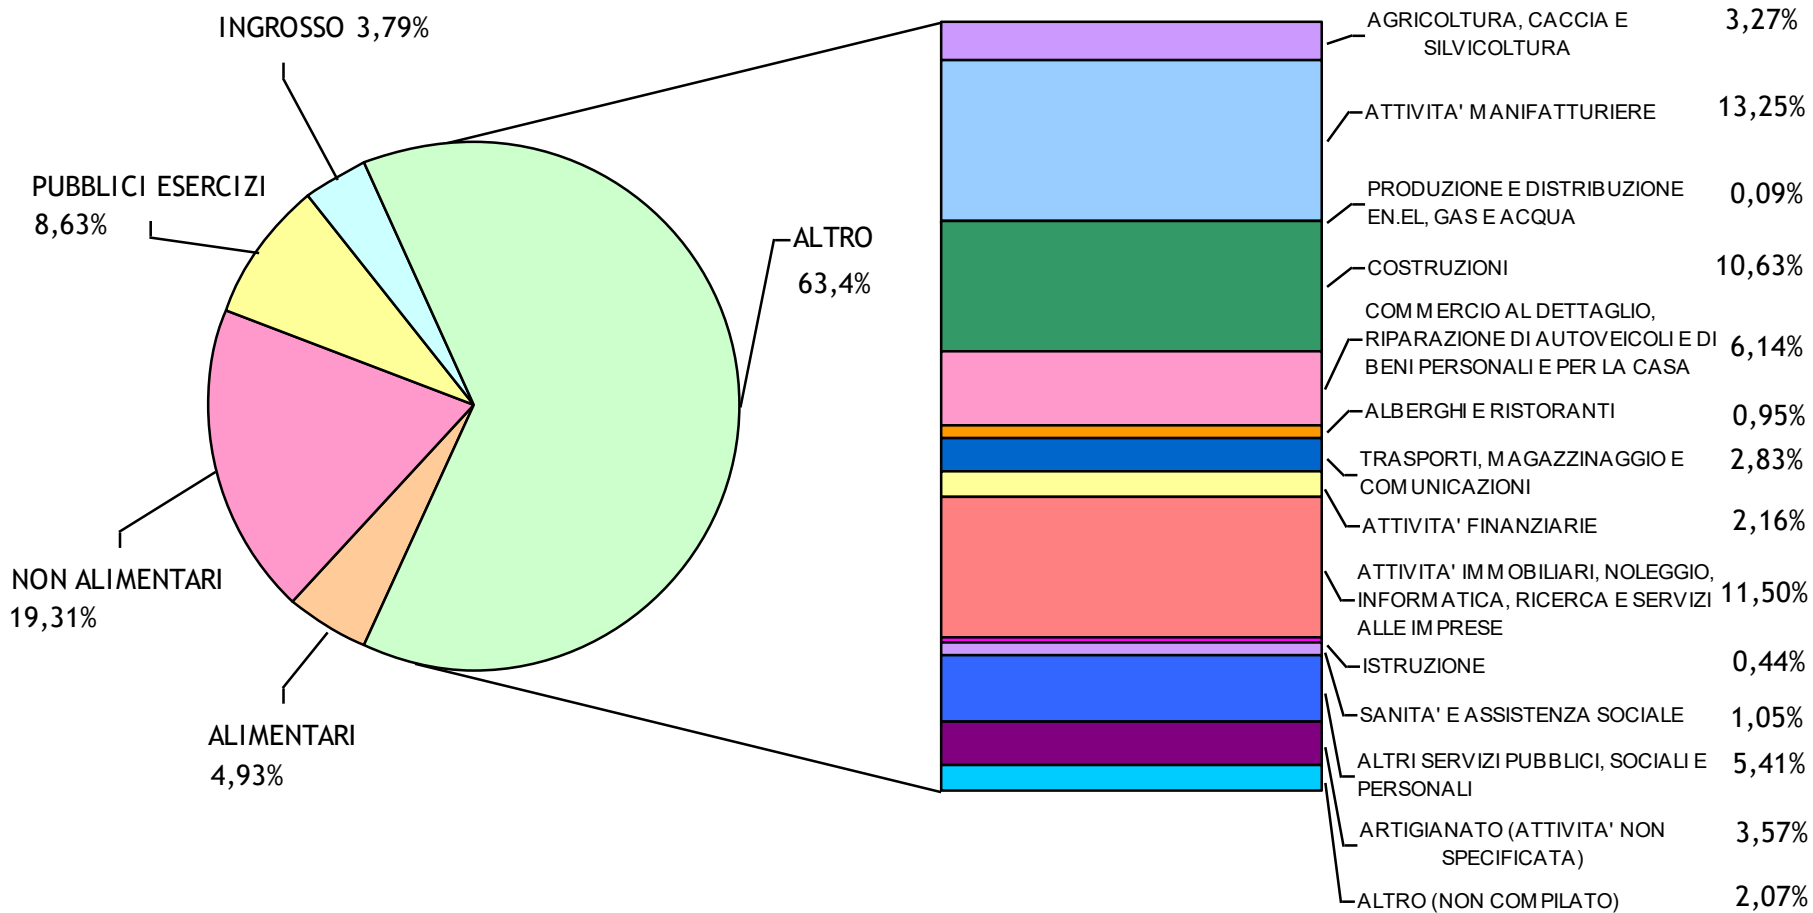 INGROSSO 3,79%
PUBBLICI ESERCIZI
8,63%
NON ALIMENTARI
19,31%
ALIMENTARI
4,93%
ALTRO
63,4%
AGRICOLTURA, CACCIA E
SILVICOLTURA
3,27%
ATTIVITA' MANIFATTURIERE
13,25%
PRODUZIONE E DISTRIBUZIONE
EN.EL, GAS E ACQUA
0,09%
COSTRUZIONI
10,63%
COMMERCIO AL DETTAGLIO,
RIPARAZIONE DI AUTOVEICOLI E DI
BENI PERSONALI E PER LA CASA
6,14%
ALBERGHI E RISTORANTI
0,95%
TRASPORTI, MAGAZZINAGGIO E
COMUNICAZIONI
2,83%
ATTIVITA' FINANZIARIE
2,16%
ATTIVITA' IMMOBILIARI, NOLEGGIO,
INFORMATICA, RICERCA E SERVIZI
ALLE IMPRESE
11,50%
ISTRUZIONE
0,44%
SANITA' E ASSISTENZA SOCIALE
1,05%
ALTRI SERVIZI PUBBLICI, SOCIALI E
PERSONALI
5,41%
ARTIGIANATO (ATTIVITA' NON
SPECIFICATA)
3,57%
ALTRO (NON COMPILATO)
2,07%